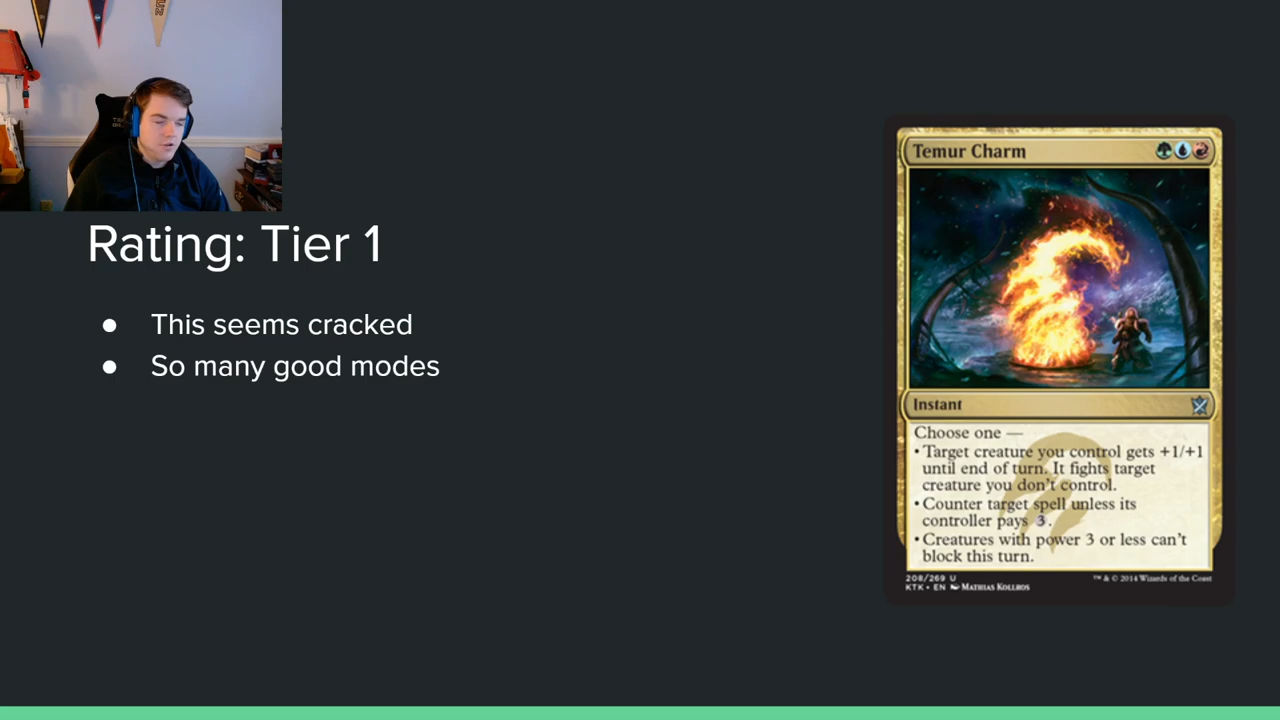 Rating: Tier 1
● This seems cracked
● So many good modes
Temur Charm
Instant
Choose one —
• Target creature you control gets +1/+1
until end of turn. It fights target
creature you don't control.
• Counter target spell unless its
controller pays 3.
• Creatures with power 3 or less can't
block this turn.
208/269 U
KTK • EN Mathias Kollros
™ & © 2014 Wizards of the Coast